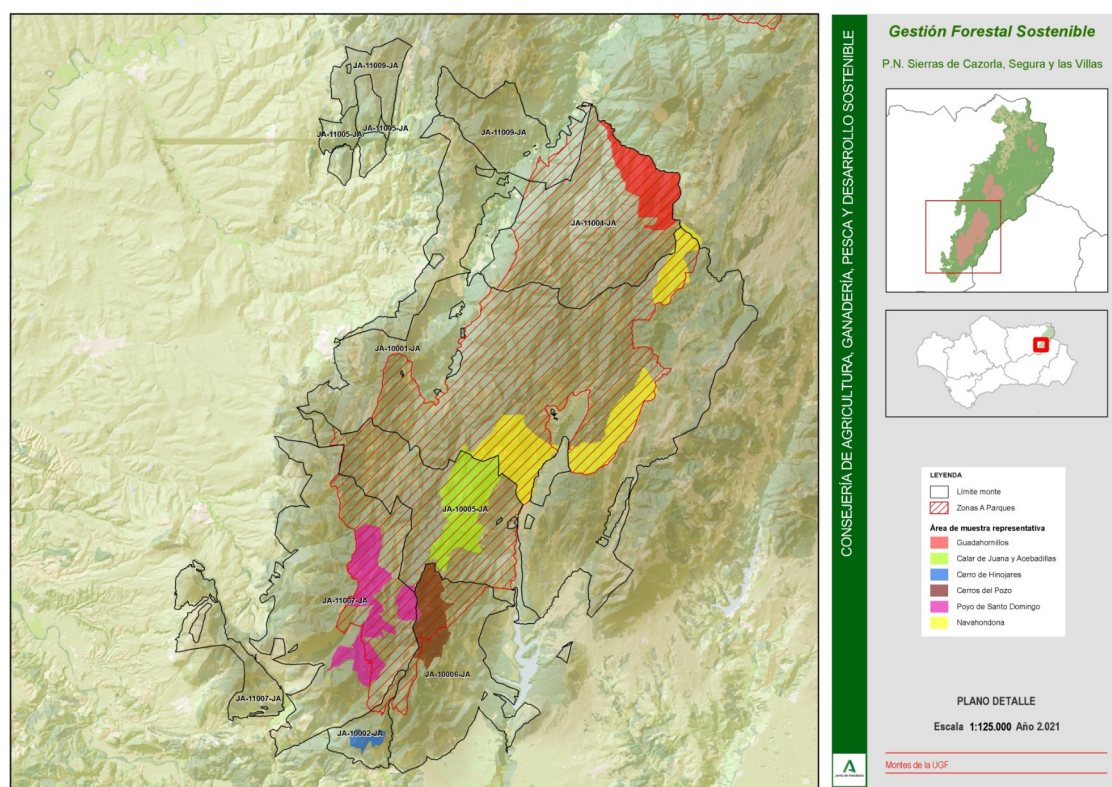 JA-11009-JA
JA-11005-JA
JA-11005-JA
JA-11009-JA
JA-11004-JA
JA-10001-JA
JA-10005-JA
JA-11007-JA
JA-10006-JA
JA-11007-JA
JA-10002-JA
CONSEJERÍA DE AGRICULTURA, GANADERÍA, PESCA Y DESARROLLO SOSTENIBLE
Junta de Andalucía
Gestión Forestal Sostenible
P.N. Sierras de Cazorla, Segura y las Villas
LEYENDA
Límite monte
Zonas A Parques
Área de muestra representativa
Guadahornillos
Calar de Juana y Acebadillas
Cerro de Hinojares
Cerros del Pozo
Poyo de Santo Domingo
Navahondona
PLANO DETALLE
Escala 1:125.000 Año 2.021
Montes de la UGF